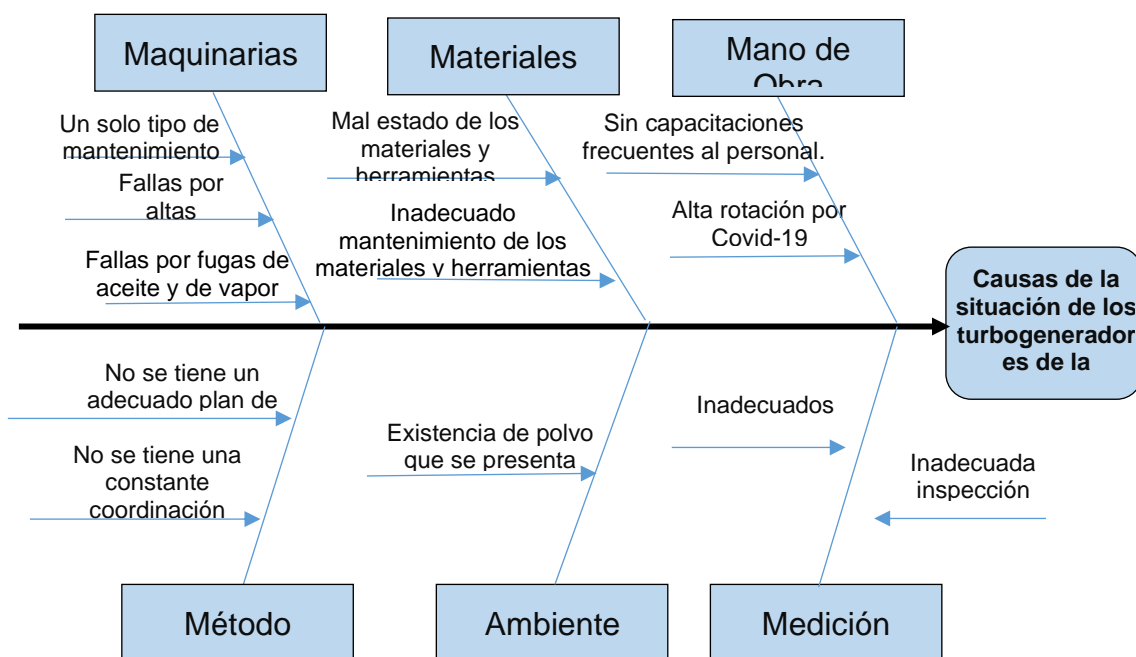 Maquinarias
Materiales
Mano de
Obra
Un solo tipo de
mantenimiento
Fallas por
altas
Fallas por fugas de
aceite y de vapor
Mal estado de los
materiales y
herramientas
Inadecuado
mantenimiento de los
materiales y herramientas
Sin capacitaciones
frecuentes al personal.
Alta rotación por
Covid-19
Causas de la
situación de los
turbogenerador
es de la
No se tiene un
adecuado plan de
No se tiene una
constante
coordinación
Existencia de polvo
que se presenta
Inadecuados
Inadecuada
inspección
Método
Ambiente
Medición